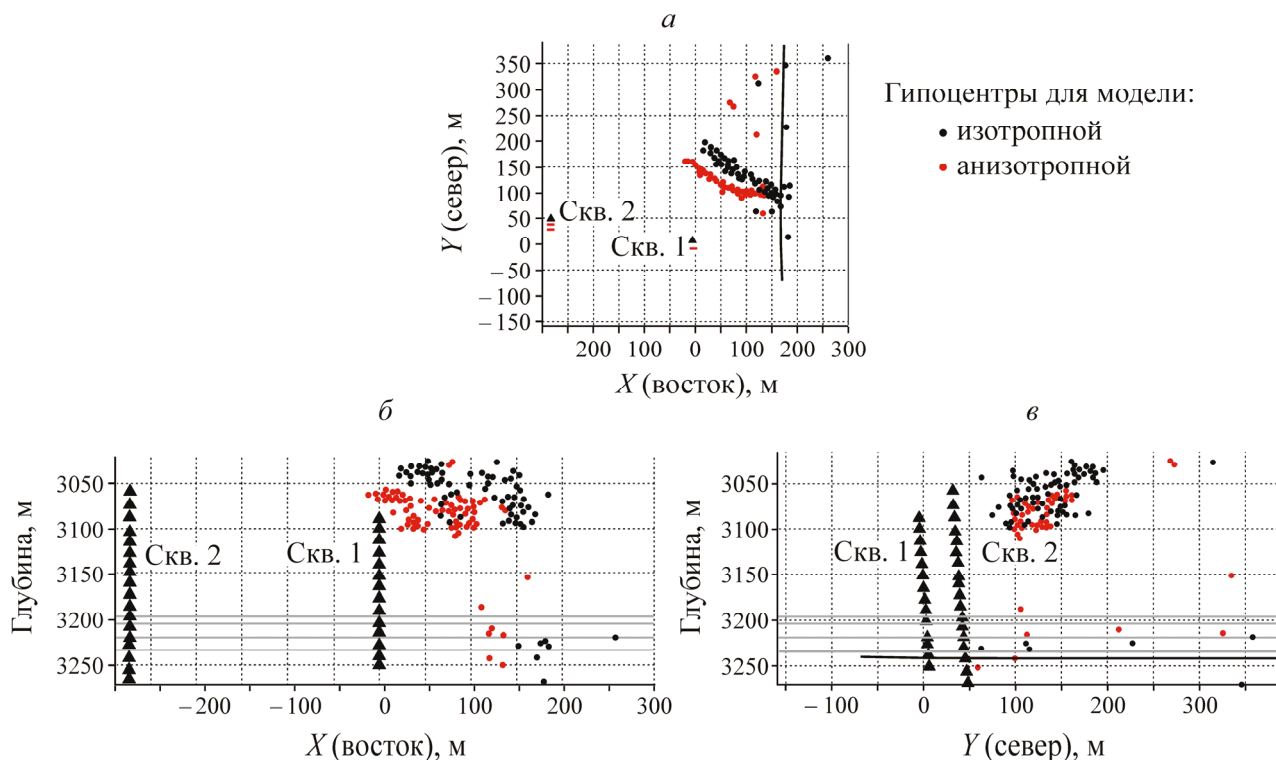 а
350
300
250
200
150
100
50
0
– 50
– 100
– 150
Y (север), м
Скв. 2
Скв. 1
200 100 0 100 200 300
X (восток), м
Гипоцентры для модели:
изотропной
анизотропной
б
3050
3100
3150
3200
3250
Глубина, м
Скв. 2
Скв. 1
– 200 – 100 0 100 200 300
X (восток), м
в
3050
3100
3150
3200
3250
Глубина, м
Скв. 1
Скв. 2
– 100 0 100 200 300
Y (север), м